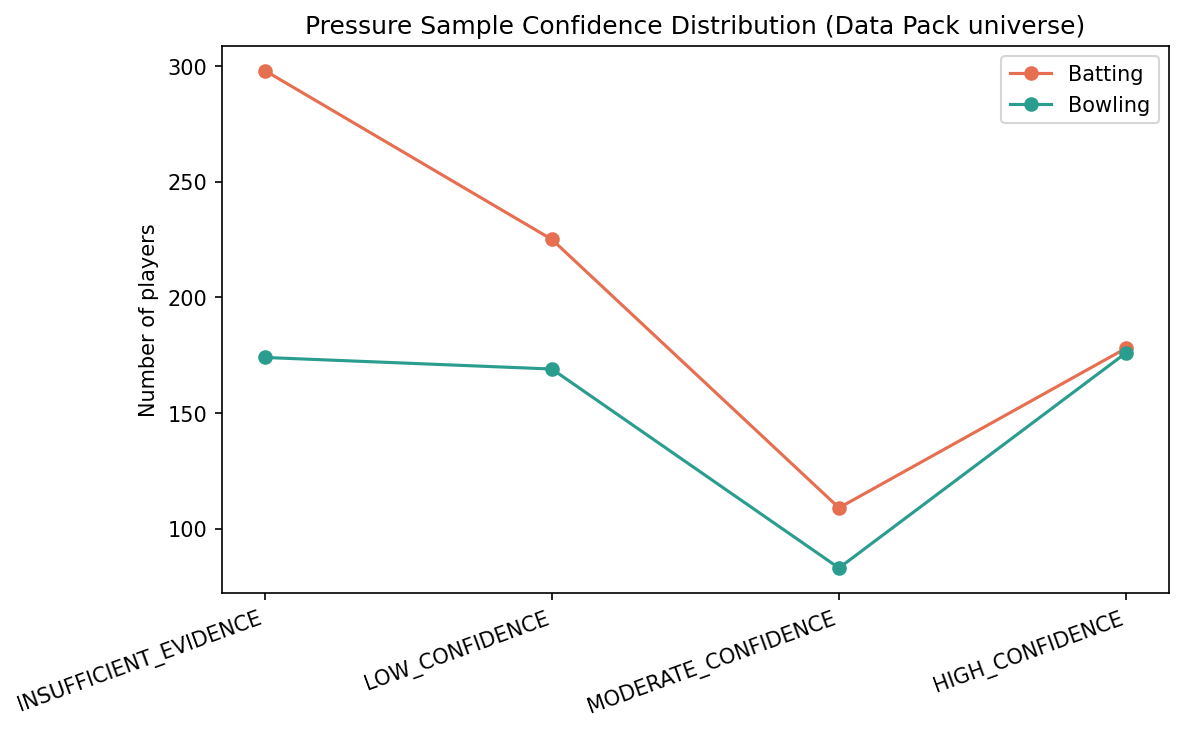 Pressure Sample Confidence Distribution (Data Pack universe)
Batting
Bowling
Number of players
300
250
200
150
100
INSUFFICIENT_EVIDENCE
LOW_CONFIDENCE
MODERATE_CONFIDENCE
HIGH_CONFIDENCE